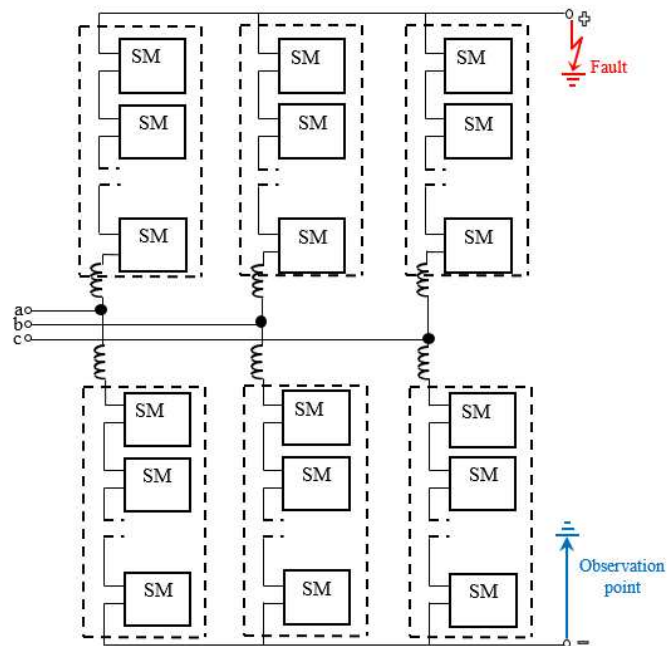 +
SM SM SM
Fault
SM SM SM
SM SM SM
a
b
c
SM SM SM
SM SM SM
Observation
point
SM SM SM
-